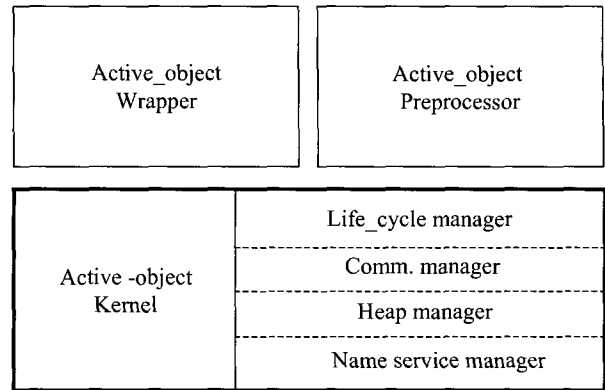 Active_object
Wrapper
Active_object
Preprocessor
Active -object
Kernel
Life_cycle manager
Comm. manager
Heap manager
Name service manager